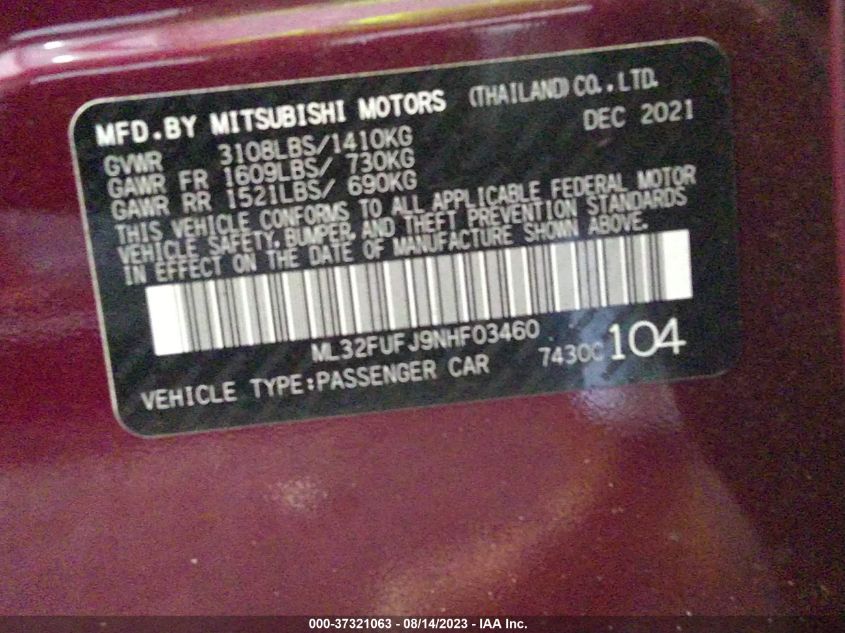 MFD.BY MITSUBISHI MOTORS (THAILAND) CO., LTD.
DEC 2021
GVWR 3108LBS/1410KG
GAWR FR 1609LBS/ 730KG
GAWR RR 1521LBS/ 690KG
THIS VEHICLE CONFORMS TO ALL APPLICABLE FEDERAL MOTOR
VEHICLE SAFETY, BUMPER, AND THEFT PREVENTION STANDARDS
IN EFFECT ON THE DATE OF MANUFACTURE SHOWN ABOVE.
ML32FUFJ9NHF03460
VEHICLE TYPE:PASSENGER CAR 7430C104
000-37321063 - 08/14/2023 - IAA Inc.